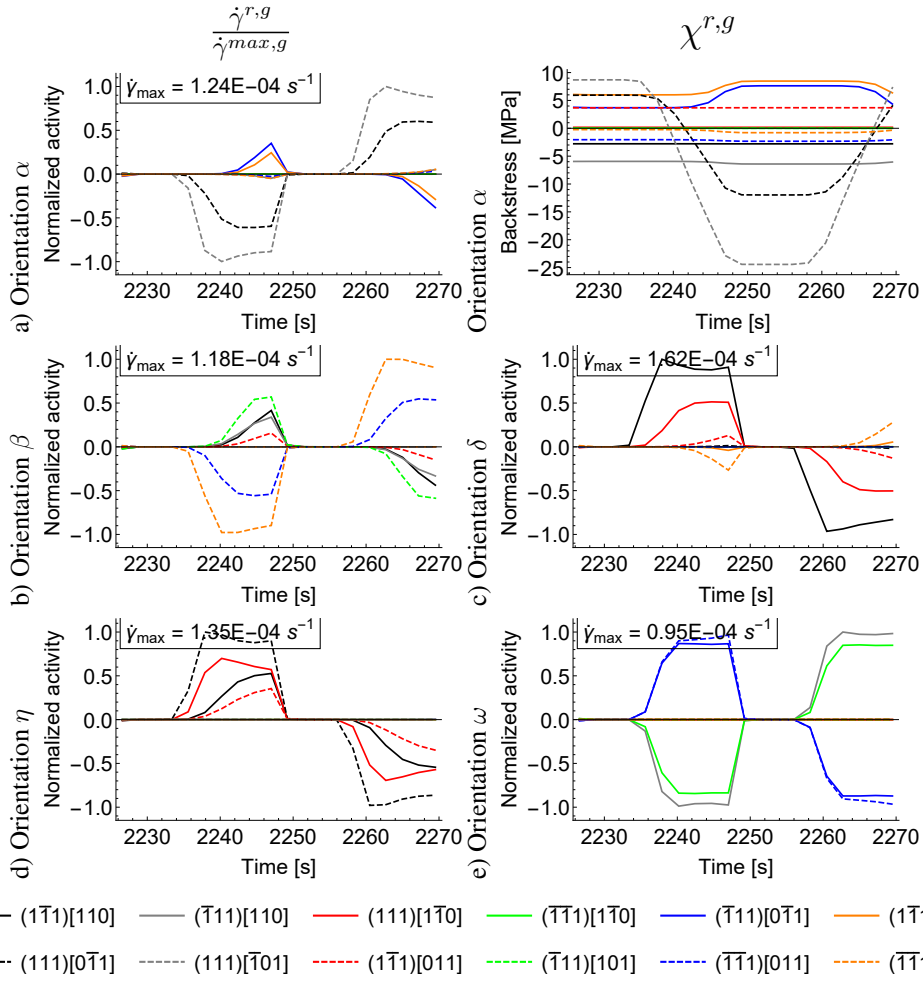 γ̇^{r,g} / γ̇^{max,g}
χ^{r,g}
a) Orientation α
Normalized activity
γ̇max = 1.24E−04 s⁻¹
1.0
0.5
0.0
−0.5
−1.0
2230 2240 2250 2260 2270
Time [s]
Orientation α
Backstress [MPa]
10
5
0
−5
−10
−15
−20
−25
2230 2240 2250 2260 2270
Time [s]
b) Orientation β
Normalized activity
γ̇max = 1.18E−04 s⁻¹
1.0
0.5
0.0
−0.5
−1.0
2230 2240 2250 2260 2270
Time [s]
c) Orientation δ
Normalized activity
γ̇max = 1.62E−04 s⁻¹
1.0
0.5
0.0
−0.5
−1.0
2230 2240 2250 2260 2270
Time [s]
d) Orientation η
Normalized activity
γ̇max = 1.35E−04 s⁻¹
1.0
0.5
0.0
−0.5
−1.0
2230 2240 2250 2260 2270
Time [s]
e) Orientation ω
Normalized activity
γ̇max = 0.95E−04 s⁻¹
1.0
0.5
0.0
−0.5
−1.0
2230 2240 2250 2260 2270
Time [s]
(11̅1)[110] (1̅11)[110] (111)[11̅0] (1̅1̅1)[11̅0] (1̅11)[01̅1] (11̅1
(111)[01̅1] (111)[1̅01] (11̅1)[011] (1̅11)[101] (1̅1̅1)[011] (1̅1̅1